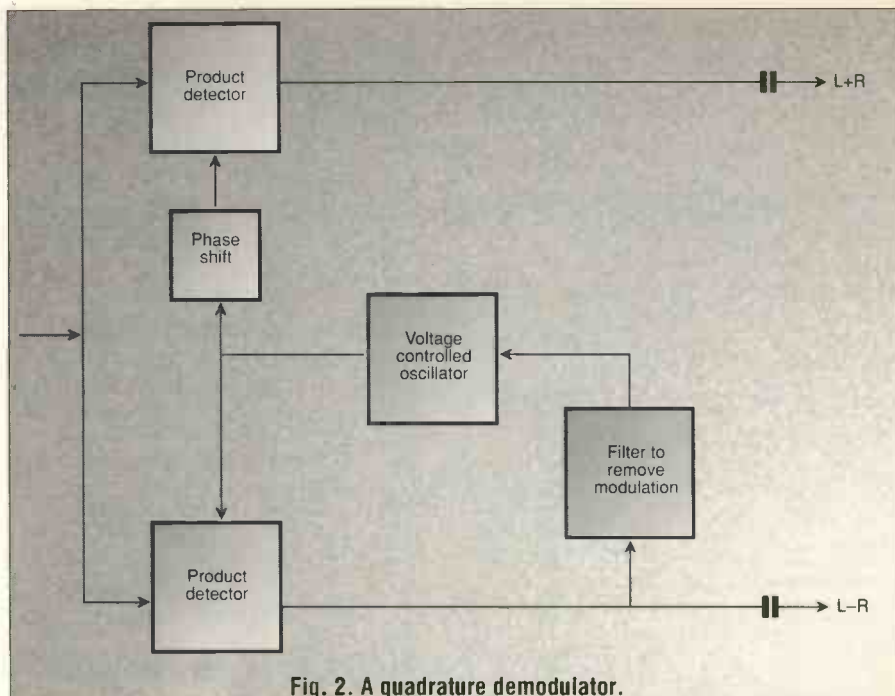 Product
detector
L+R
Phase
shift
Voltage
controlled
oscillator
Filter to
remove
modulation
Product
detector
L−R
Fig. 2. A quadrature demodulator.